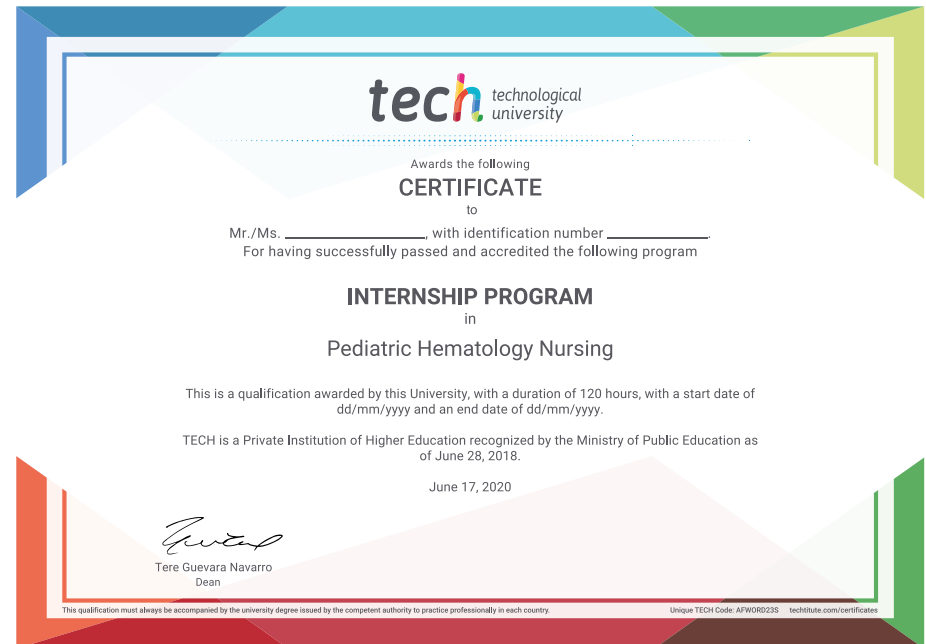 tech technological
university
Awards the following
CERTIFICATE
to
Mr./Ms. ____________________, with identification number ______________.
For having successfully passed and accredited the following program
INTERNSHIP PROGRAM
in
Pediatric Hematology Nursing
This is a qualification awarded by this University, with a duration of 120 hours, with a start date of
dd/mm/yyyy and an end date of dd/mm/yyyy.
TECH is a Private Institution of Higher Education recognized by the Ministry of Public Education as
of June 28, 2018.
June 17, 2020
Tere Guevara Navarro
Dean
This qualification must always be accompanied by the university degree issued by the competent authority to practice professionally in each country.
Unique TECH Code: AFWORD23S techtitute.com/certificates